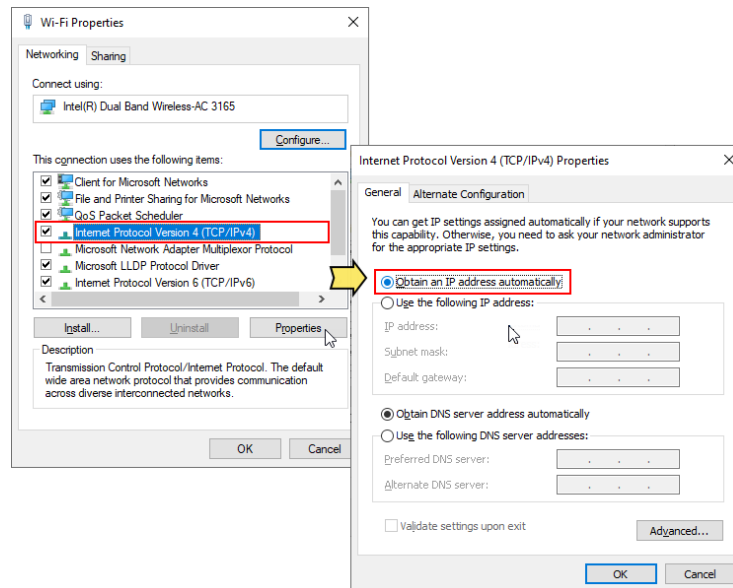 Wi-Fi Properties
Networking
Sharing
Connect using:
Intel(R) Dual Band Wireless-AC 3165
Configure...
This connection uses the following items:
Client for Microsoft Networks
File and Printer Sharing for Microsoft Networks
QoS Packet Scheduler
Internet Protocol Version 4 (TCP/IPv4)
Microsoft Network Adapter Multiplexor Protocol
Microsoft LLDP Protocol Driver
Internet Protocol Version 6 (TCP/IPv6)
Install...
Uninstall
Properties
Description
Transmission Control Protocol/Internet Protocol. The default
wide area network protocol that provides communication
across diverse interconnected networks.
OK
Cancel
Internet Protocol Version 4 (TCP/IPv4) Properties
General
Alternate Configuration
You can get IP settings assigned automatically if your network supports
this capability. Otherwise, you need to ask your network administrator
for the appropriate IP settings.
Obtain an IP address automatically
Use the following IP address:
IP address:
Subnet mask:
Default gateway:
Obtain DNS server address automatically
Use the following DNS server addresses:
Preferred DNS server:
Alternate DNS server:
Validate settings upon exit
Advanced...
OK
Cancel